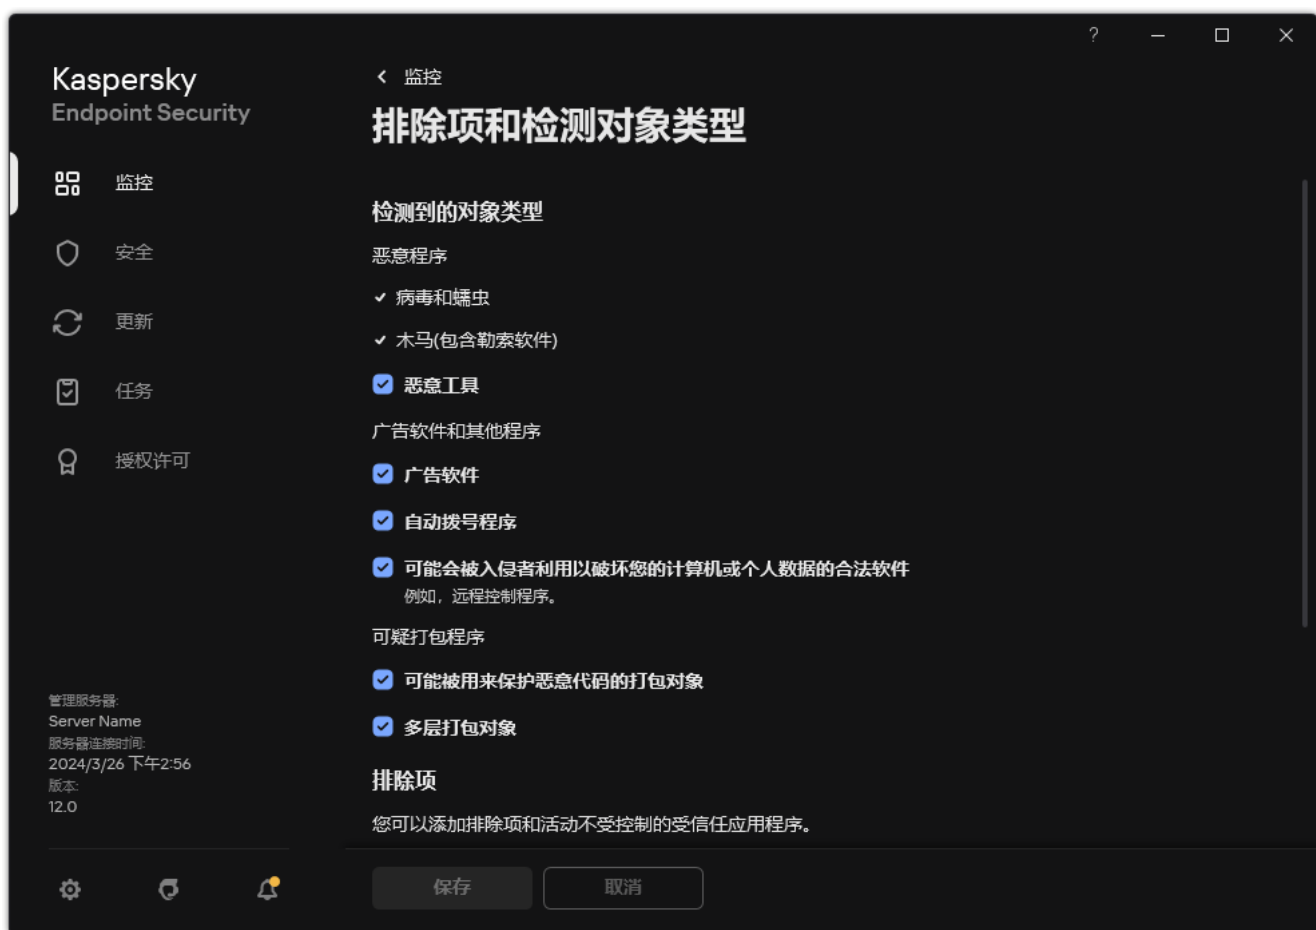 ?
Kaspersky
Endpoint Security
监控
安全
更新
任务
授权许可
管理服务器:
Server Name
服务器连接时间:
2024/3/26 下午2:56
版本:
12.0
监控
排除项和检测对象类型
检测到的对象类型
恶意程序
病毒和蠕虫
木马(包含勒索软件)
恶意工具
广告软件和其他程序
广告软件
自动拨号程序
可能会被入侵者利用以破坏您的计算机或个人数据的合法软件
例如，远程控制程序。
可疑打包程序
可能被用来保护恶意代码的打包对象
多层打包对象
排除项
您可以添加排除项和活动不受控制的受信任应用程序。
保存
取消